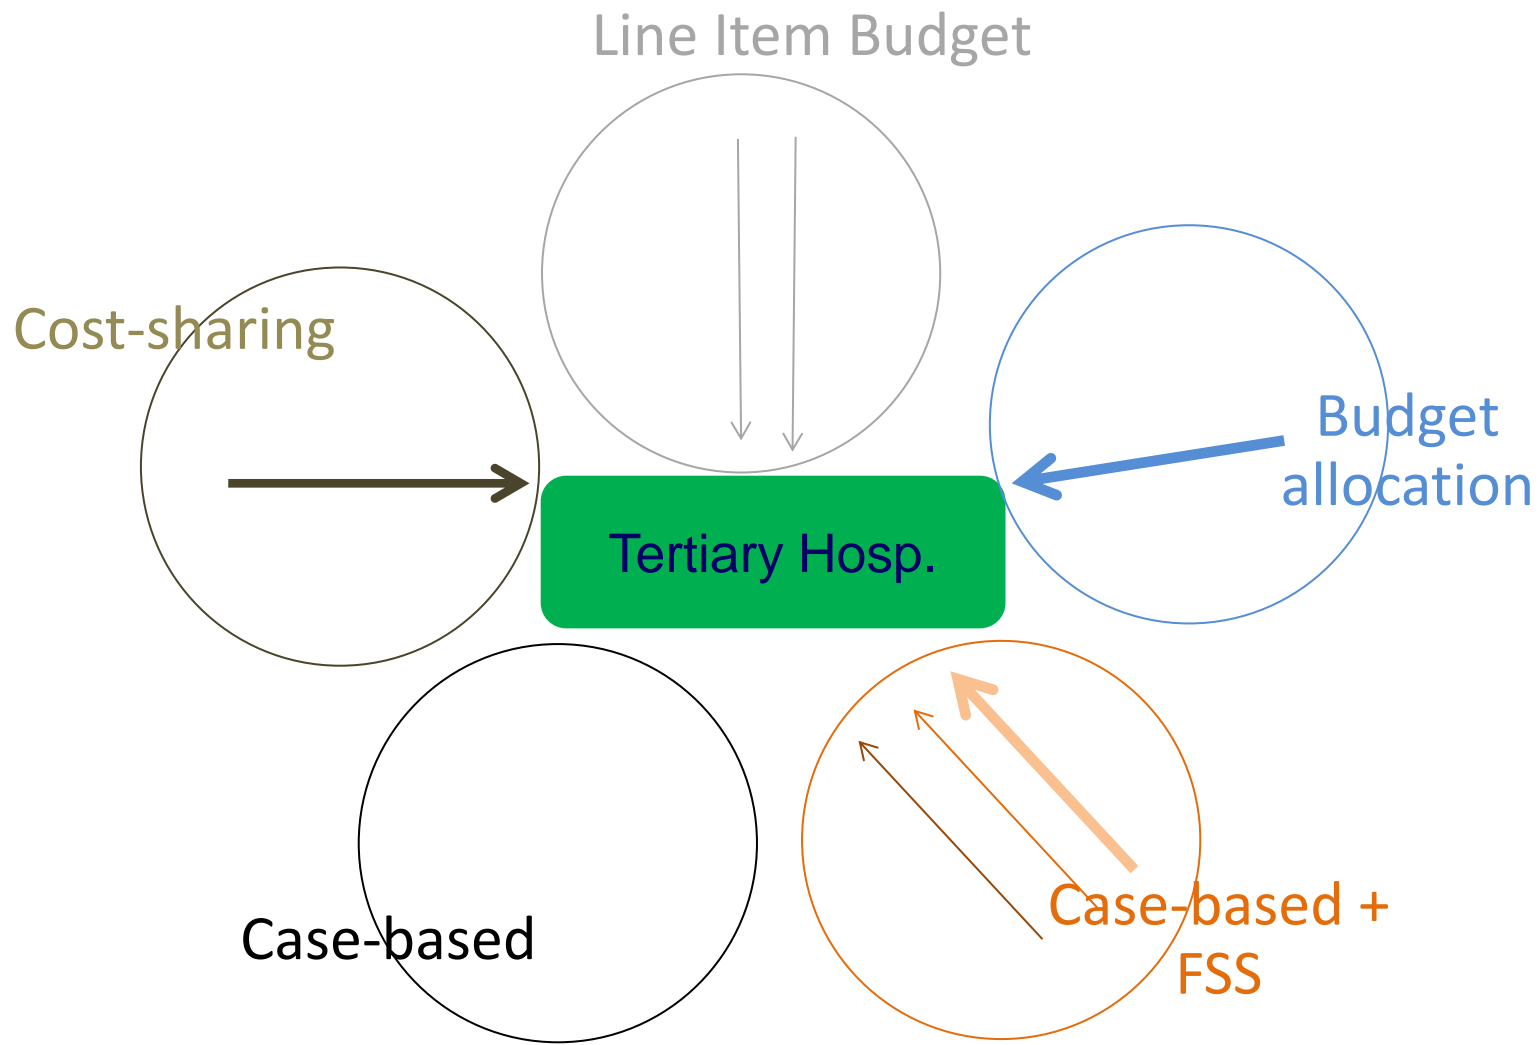 Line Item Budget
Cost-sharing
Budget
allocation
Tertiary Hosp.
Case-based
Case-based +
FSS